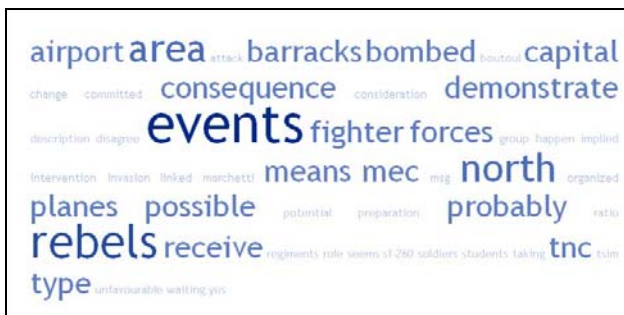 airport area attack barracks bombed boutout capital
change committed consequence consideration demonstrate
description disagree events fighter forces group happen implied
intervention invasion linked marchetti means mec msg north organized
planes possible potential preparation probably ratio
rebels receive regiments role seems sf-260 soldiers students taking tnc tsim
type unfavourable waiting yus